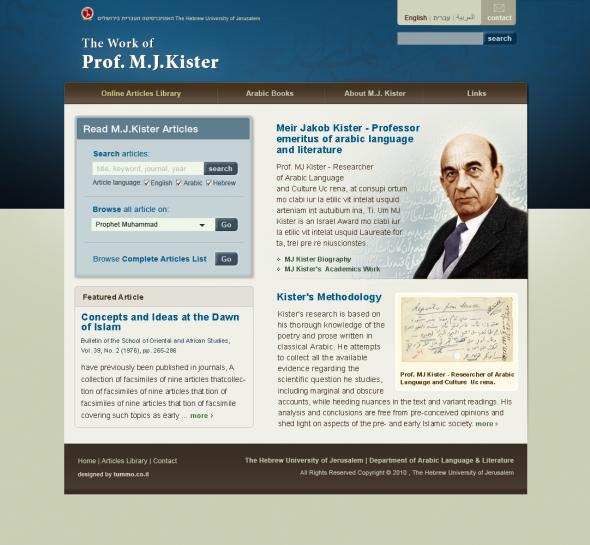 האוניברסיטה העברית בירושלים The Hebrew University of Jerusalem
English | עברית | العربية
contact
search
The Work of
Prof. M.J.Kister
Online Articles Library
Arabic Books
About M.J. Kister
Links
Read M.J.Kister Articles
Search articles:
title, keyword, journal, year
search
Article language: English Arabic Hebrew
Browse all article on:
Prophet Muhammad
Go
Browse Complete Articles List
Go
Meir Jakob Kister - Professor
emeritus of arabic language
and literature
Prof. MJ Kister - Researcher
of Arabic Language
and Culture Uc rena, at consupi ortum
mo clabi iur la etilic vit intelat usquid
arteniam int autubum ina, Ti. Um MJ
Kister is an Israel Award mo clabi iur
la etilic vit intelat usquid Laureate for
ta, trei pre re niusconstes.
MJ Kister Biography
MJ Kister's Academics Work
Featured Article
Concepts and Ideas at the Dawn
of Islam
Bulletin of the School of Oriental and African Studies,
Vol. 39, No. 2 (1976), pp. 265-286
have previously been published in journals, A
collection of facsimiles of nine articles thatcollec-
tion of facsimiles of nine articles that tion of
facsimiles of nine articles that tion of facsimile
covering such topics as early ... more ›
Kister's Methodology
Kister's research is based on
his thorough knowledge of the
poetry and prose written in
classical Arabic. He attempts
to collect all the available
evidence regarding the
scientific question he studies,
including marginal and obscure
accounts, while heeding nuances in the text and variant readings. His
analysis and conclusions are free from pre-conceived opinions and
shed light on aspects of the pre- and early Islamic society. more ›
Prof. MJ Kister - Researcher of Arabic
Language and Culture Uc rena.
Home | Articles Library | Contact
designed by tummo.co.il
The Hebrew University of Jerusalem | Department of Arabic Language & Literature
All Rights Reserved Copyright © 2010 , The Hebrew University of Jerusalem